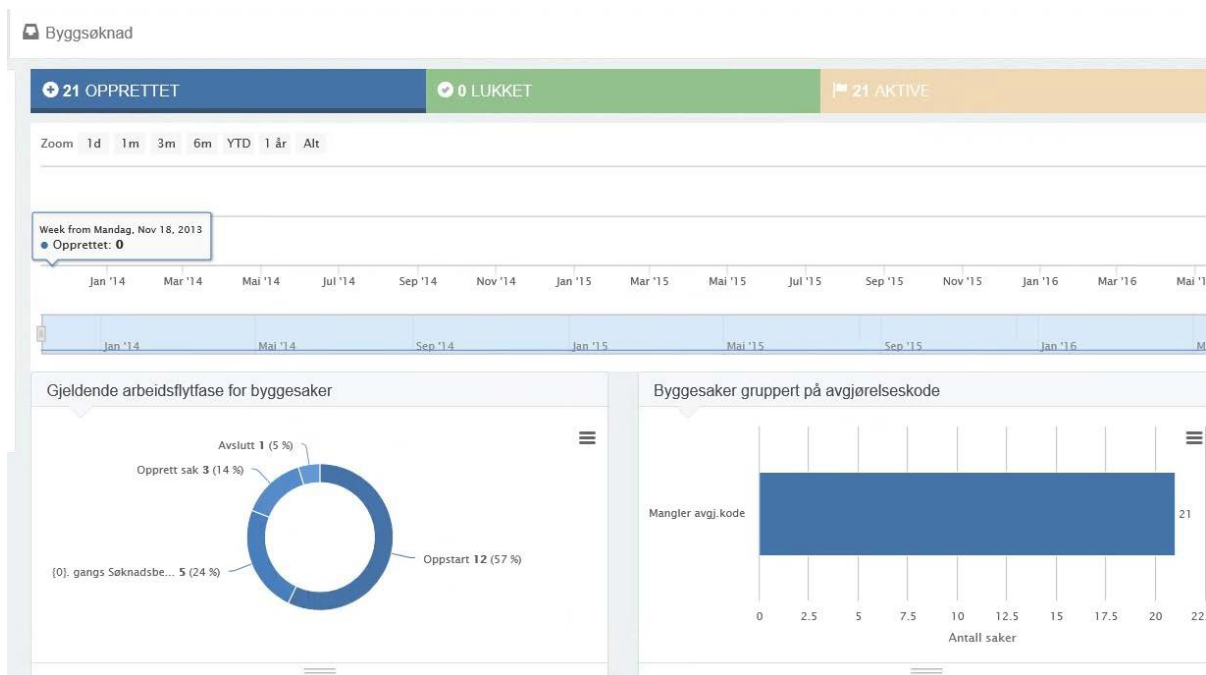 Byggsøknad
21 OPPRETTET
0 LUKKET
21 AKTIVE
Zoom 1d 1m 3m 6m YTD 1 år Alt
Week from Mandag, Nov 18, 2013
Opprettet: 0
Jan '14 Mar '14 Mai '14 Jul '14 Sep '14 Nov '14 Jan '15 Mar '15 Mai '15 Jul '15 Sep '15 Nov '15 Jan '16 Mar '16 Mai '1
Jan '14 Mai '14 Sep '14 Jan '15 Mai '15 Sep '15 Jan '16 M
Gjeldende arbeidsflytfase for byggesaker
Avslutt 1 (5 %)
Opprett sak 3 (14 %)
Oppstart 12 (57 %)
{0}. gangs Søknadsbe... 5 (24 %)
Byggesaker gruppert på avgjørelseskode
Mangler avgj.kode
21
0 2.5 5 7.5 10 12.5 15 17.5 20 22.
Antall saker